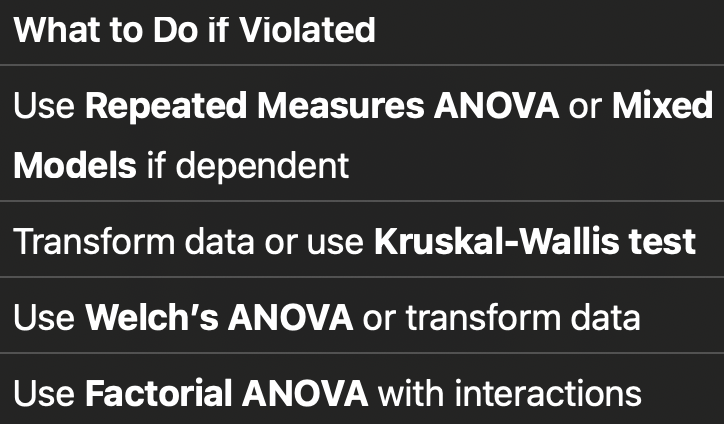 What to Do if Violated
Use Repeated Measures ANOVA or Mixed
Models if dependent
Transform data or use Kruskal-Wallis test
Use Welch’s ANOVA or transform data
Use Factorial ANOVA with interactions